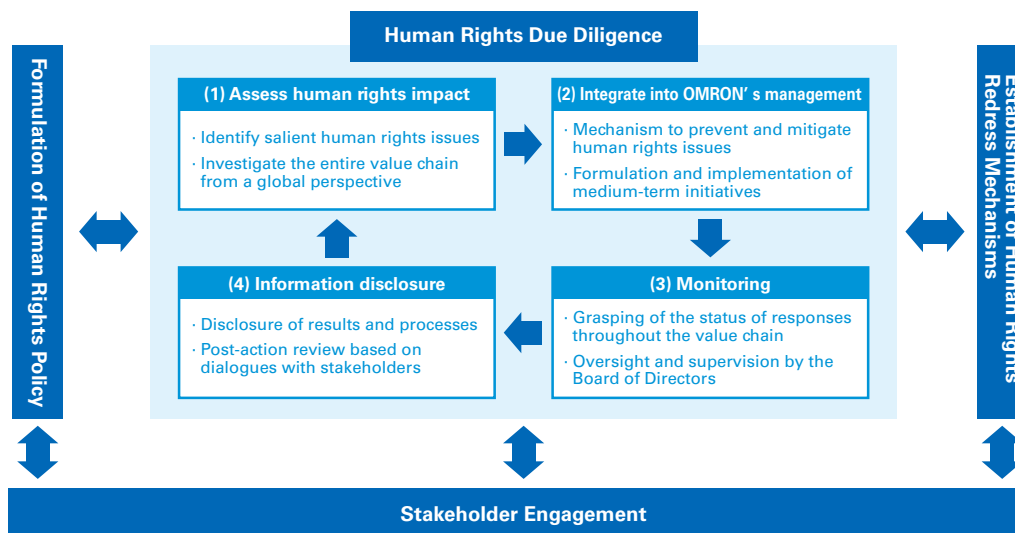 Human Rights Due Diligence
Formulation of Human Rights Policy
(1) Assess human rights impact
· Identify salient human rights issues
· Investigate the entire value chain
from a global perspective
(2) Integrate into OMRON' s management
· Mechanism to prevent and mitigate
human rights issues
· Formulation and implementation of
medium-term initiatives
(4) Information disclosure
· Disclosure of results and processes
· Post-action review based on
dialogues with stakeholders
(3) Monitoring
· Grasping of the status of responses
throughout the value chain
· Oversight and supervision by the
Board of Directors
Establishment of Human Rights
Redress Mechanisms
Stakeholder Engagement